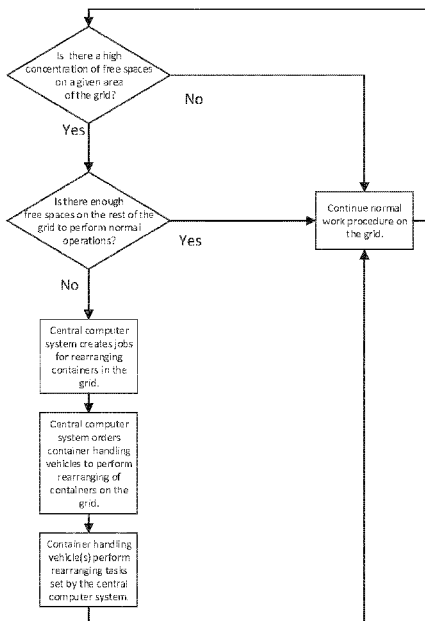 Is there a high
concentration of free spaces
on a given area
of the grid?
No
Yes
Is there enough
free spaces on the rest of the
grid to perform normal
operations?
Yes
Continue normal
work procedure on
the grid.
No
Central computer
system creates jobs
for rearranging
containers in the
grid.
Central computer
system orders
container handling
vehicles to perform
rearranging of
containers on the
grid.
Container handling
vehicle(s) perform
rearranging tasks
set by the central
computer system.